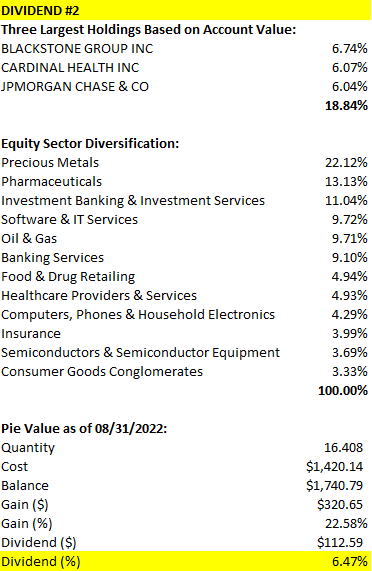 DIVIDEND #2
Three Largest Holdings Based on Account Value:
BLACKSTONE GROUP INC 6.74%
CARDINAL HEALTH INC 6.07%
JPMORGAN CHASE & CO 6.04%
18.84%
Equity Sector Diversification:
Precious Metals 22.12%
Pharmaceuticals 13.13%
Investment Banking & Investment Services 11.04%
Software & IT Services 9.72%
Oil & Gas 9.71%
Banking Services 9.10%
Food & Drug Retailing 4.94%
Healthcare Providers & Services 4.93%
Computers, Phones & Household Electronics 4.29%
Insurance 3.99%
Semiconductors & Semiconductor Equipment 3.69%
Consumer Goods Conglomerates 3.33%
100.00%
Pie Value as of 08/31/2022:
Quantity 16.408
Cost $1,420.14
Balance $1,740.79
Gain ($) $320.65
Gain (%) 22.58%
Dividend ($) $112.59
Dividend (%) 6.47%